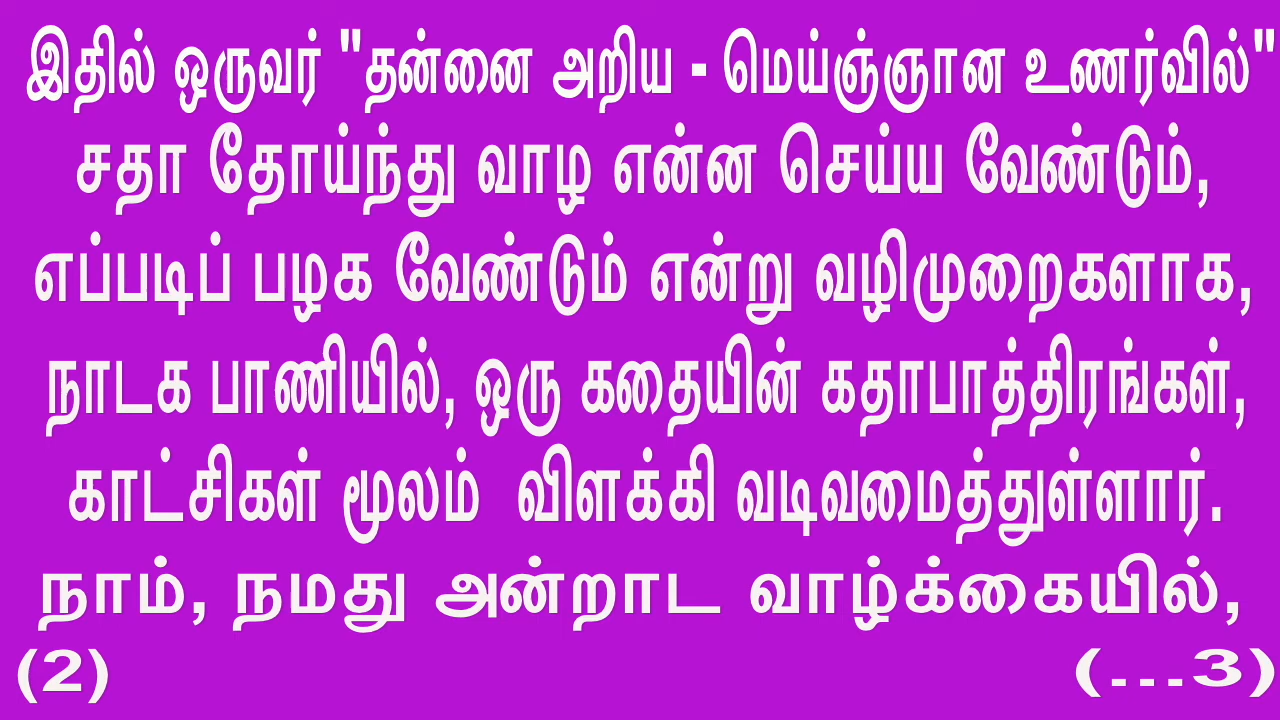 இதில் ஒருவர் "தன்னை அறிய - மெய்ஞ்ஞான உணர்வில்"
சதா தோய்ந்து வாழ என்ன செய்ய வேண்டும்,
எப்படிப் பழக வேண்டும் என்று வழிமுறைகளாக,
நாடக பாணியில், ஒரு கதையின் கதாபாத்திரங்கள்,
காட்சிகள் மூலம் விளக்கி வடிவமைத்துள்ளார்.
நாம், நமது அன்றாட வாழ்க்கையில்,
(2) (---3)